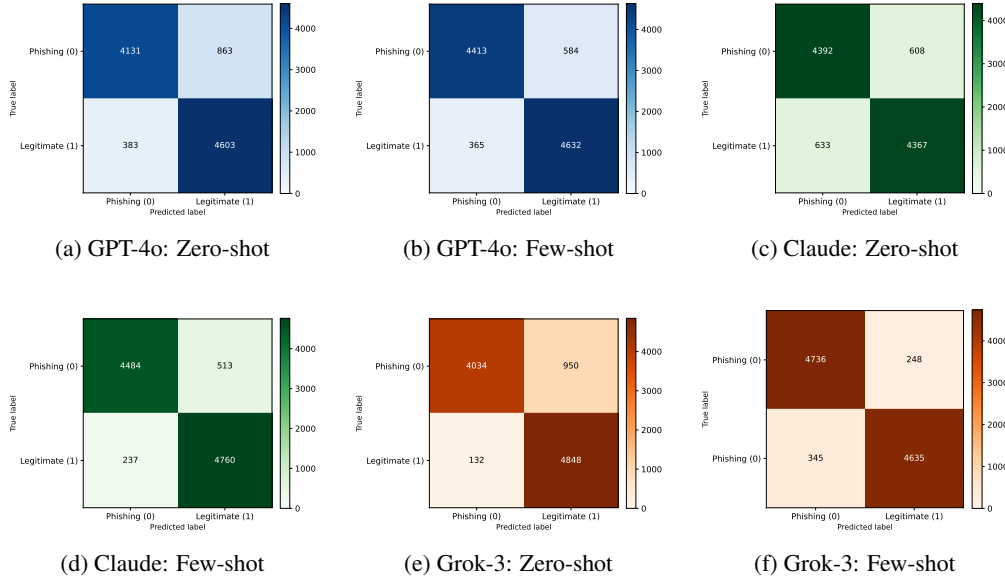 Phishing (0)
4131
863
4000
3000
True label
2000
Legitimate (1)
383
4603
1000
0
Phishing (0)
Legitimate (1)
Predicted label
(a) GPT-4o: Zero-shot
Phishing (0)
4413
584
4000
3000
True label
2000
Legitimate (1)
365
4632
1000
0
Phishing (0)
Legitimate (1)
Predicted label
(b) GPT-4o: Few-shot
Phishing (0)
4392
608
4000
3000
True label
2000
Legitimate (1)
633
4367
1000
0
Phishing (0)
Legitimate (1)
Predicted label
(c) Claude: Zero-shot
Phishing (0)
4484
513
4000
3000
True label
2000
Legitimate (1)
237
4760
1000
0
Phishing (0)
Legitimate (1)
Predicted label
(d) Claude: Few-shot
Phishing (0)
4034
950
4000
3000
True label
2000
Legitimate (1)
132
4848
1000
0
Phishing (0)
Legitimate (1)
Predicted label
(e) Grok-3: Zero-shot
Phishing (0)
4736
248
4000
3000
True label
2000
Phishing (0)
345
4635
1000
0
Phishing (0)
Legitimate (1)
Predicted label
(f) Grok-3: Few-shot